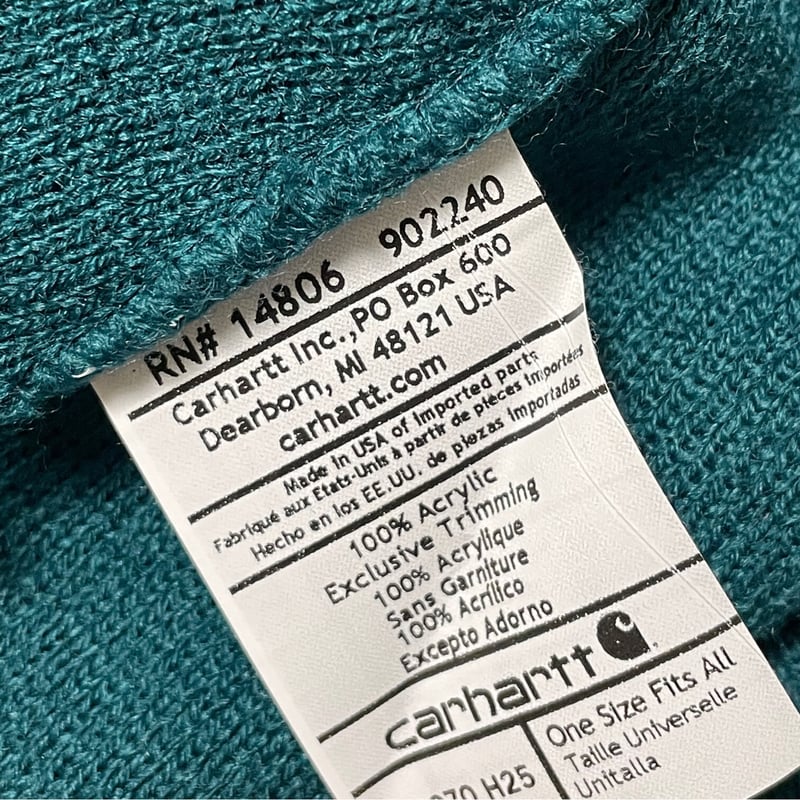 RN# 14806 902240
Carhartt Inc.,PO Box 600
Dearborn, MI 48121 USA
carhartt.com
Made in USA of Imported parts
Fabriqué aux Etats-Unis à partir de pièces importées
Hecho en los EE.UU. de piezas importadas
100% Acrylic
Exclusive Trimming
100% Acrylique
Sans Garniture
100% Acrilico
Excepto Adorno
carhartt
One Size Fits All
Taille Universelle
Unitalla
H25